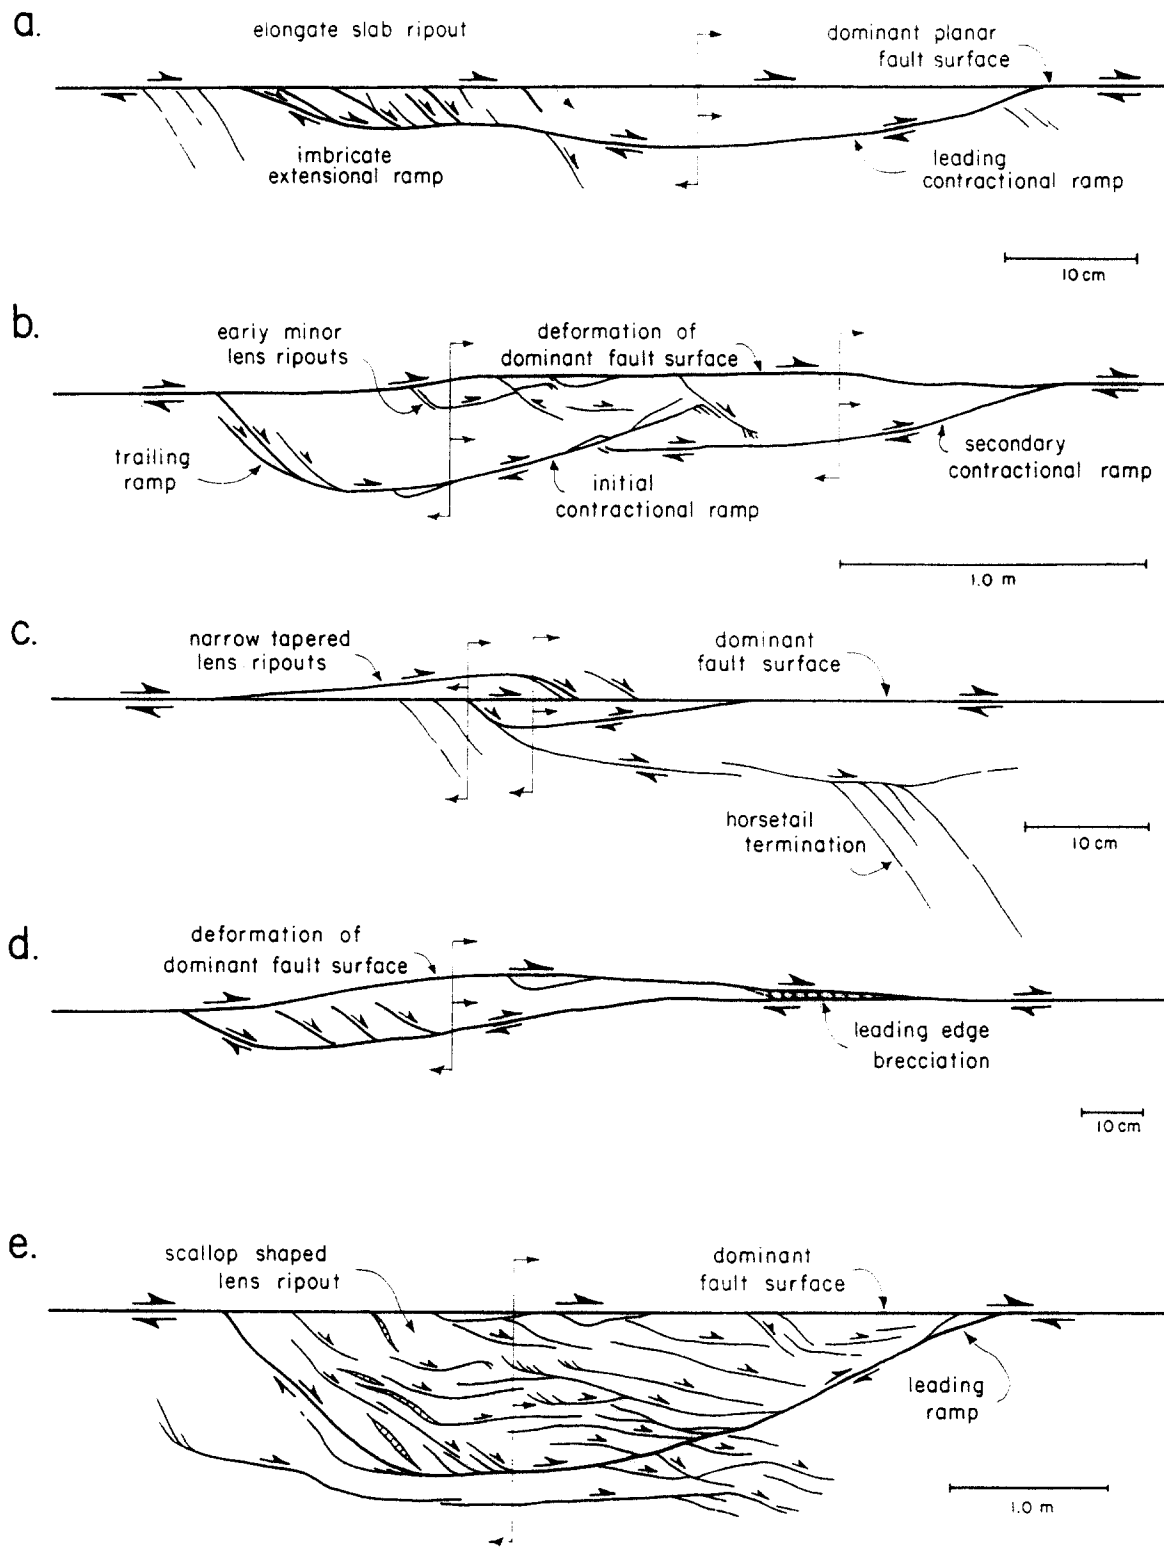 a.
elongate slab ripout
dominant planar
fault surface
imbricate
extensional ramp
leading
contractional ramp
10 cm
b.
early minor
lens ripouts
deformation of
dominant fault surface
trailing
ramp
initial
contractional ramp
secondary
contractional ramp
1.0 m
c.
narrow tapered
lens ripouts
dominant
fault surface
horsetail
termination
10 cm
d.
deformation of
dominant fault surface
leading edge
brecciation
10 cm
e.
scallop shaped
lens ripout
dominant
fault surface
leading
ramp
1.0 m